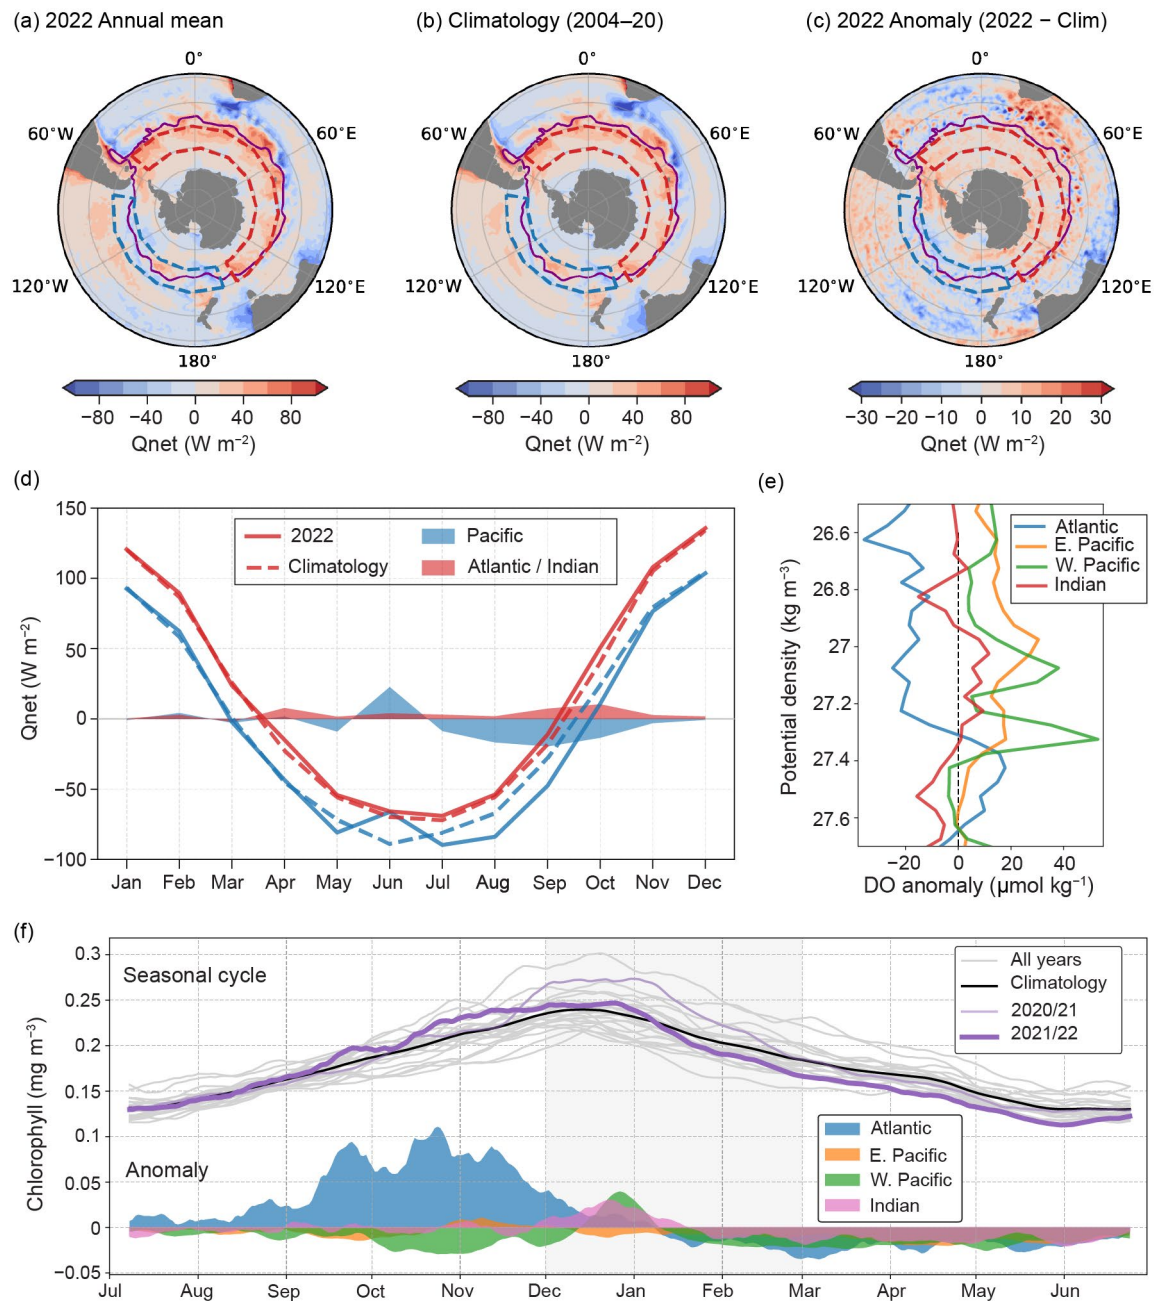 (a) 2022 Annual mean
(b) Climatology (2004–20)
(c) 2022 Anomaly (2022 − Clim)
0°
0°
0°
60°W
60°E
60°W
60°E
60°W
60°E
120°W
120°E
120°W
120°E
120°W
120°E
180°
180°
180°
−80 −40 0 40 80
−80 −40 0 40 80
−30 −20 −10 0 10 20 30
Qnet (W m−2)
Qnet (W m−2)
Qnet (W m−2)
(d)
150
100
50
0
−50
−100
Qnet (W m−2)
2022
Climatology
Pacific
Atlantic / Indian
Jan Feb Mar Apr May Jun Jul Aug Sep Oct Nov Dec
(e)
Atlantic
E. Pacific
W. Pacific
Indian
26.6
26.8
27
27.2
27.4
27.6
Potential density (kg m−3)
−20 0 20 40
DO anomaly (µmol kg−1)
(f)
Seasonal cycle
All years
Climatology
2020/21
2021/22
0.3
0.25
0.2
0.15
0.1
0.05
0
−0.05
Chlorophyll (mg m−3)
Anomaly
Atlantic
E. Pacific
W. Pacific
Indian
Jul Aug Sep Oct Nov Dec Jan Feb Mar Apr May Jun